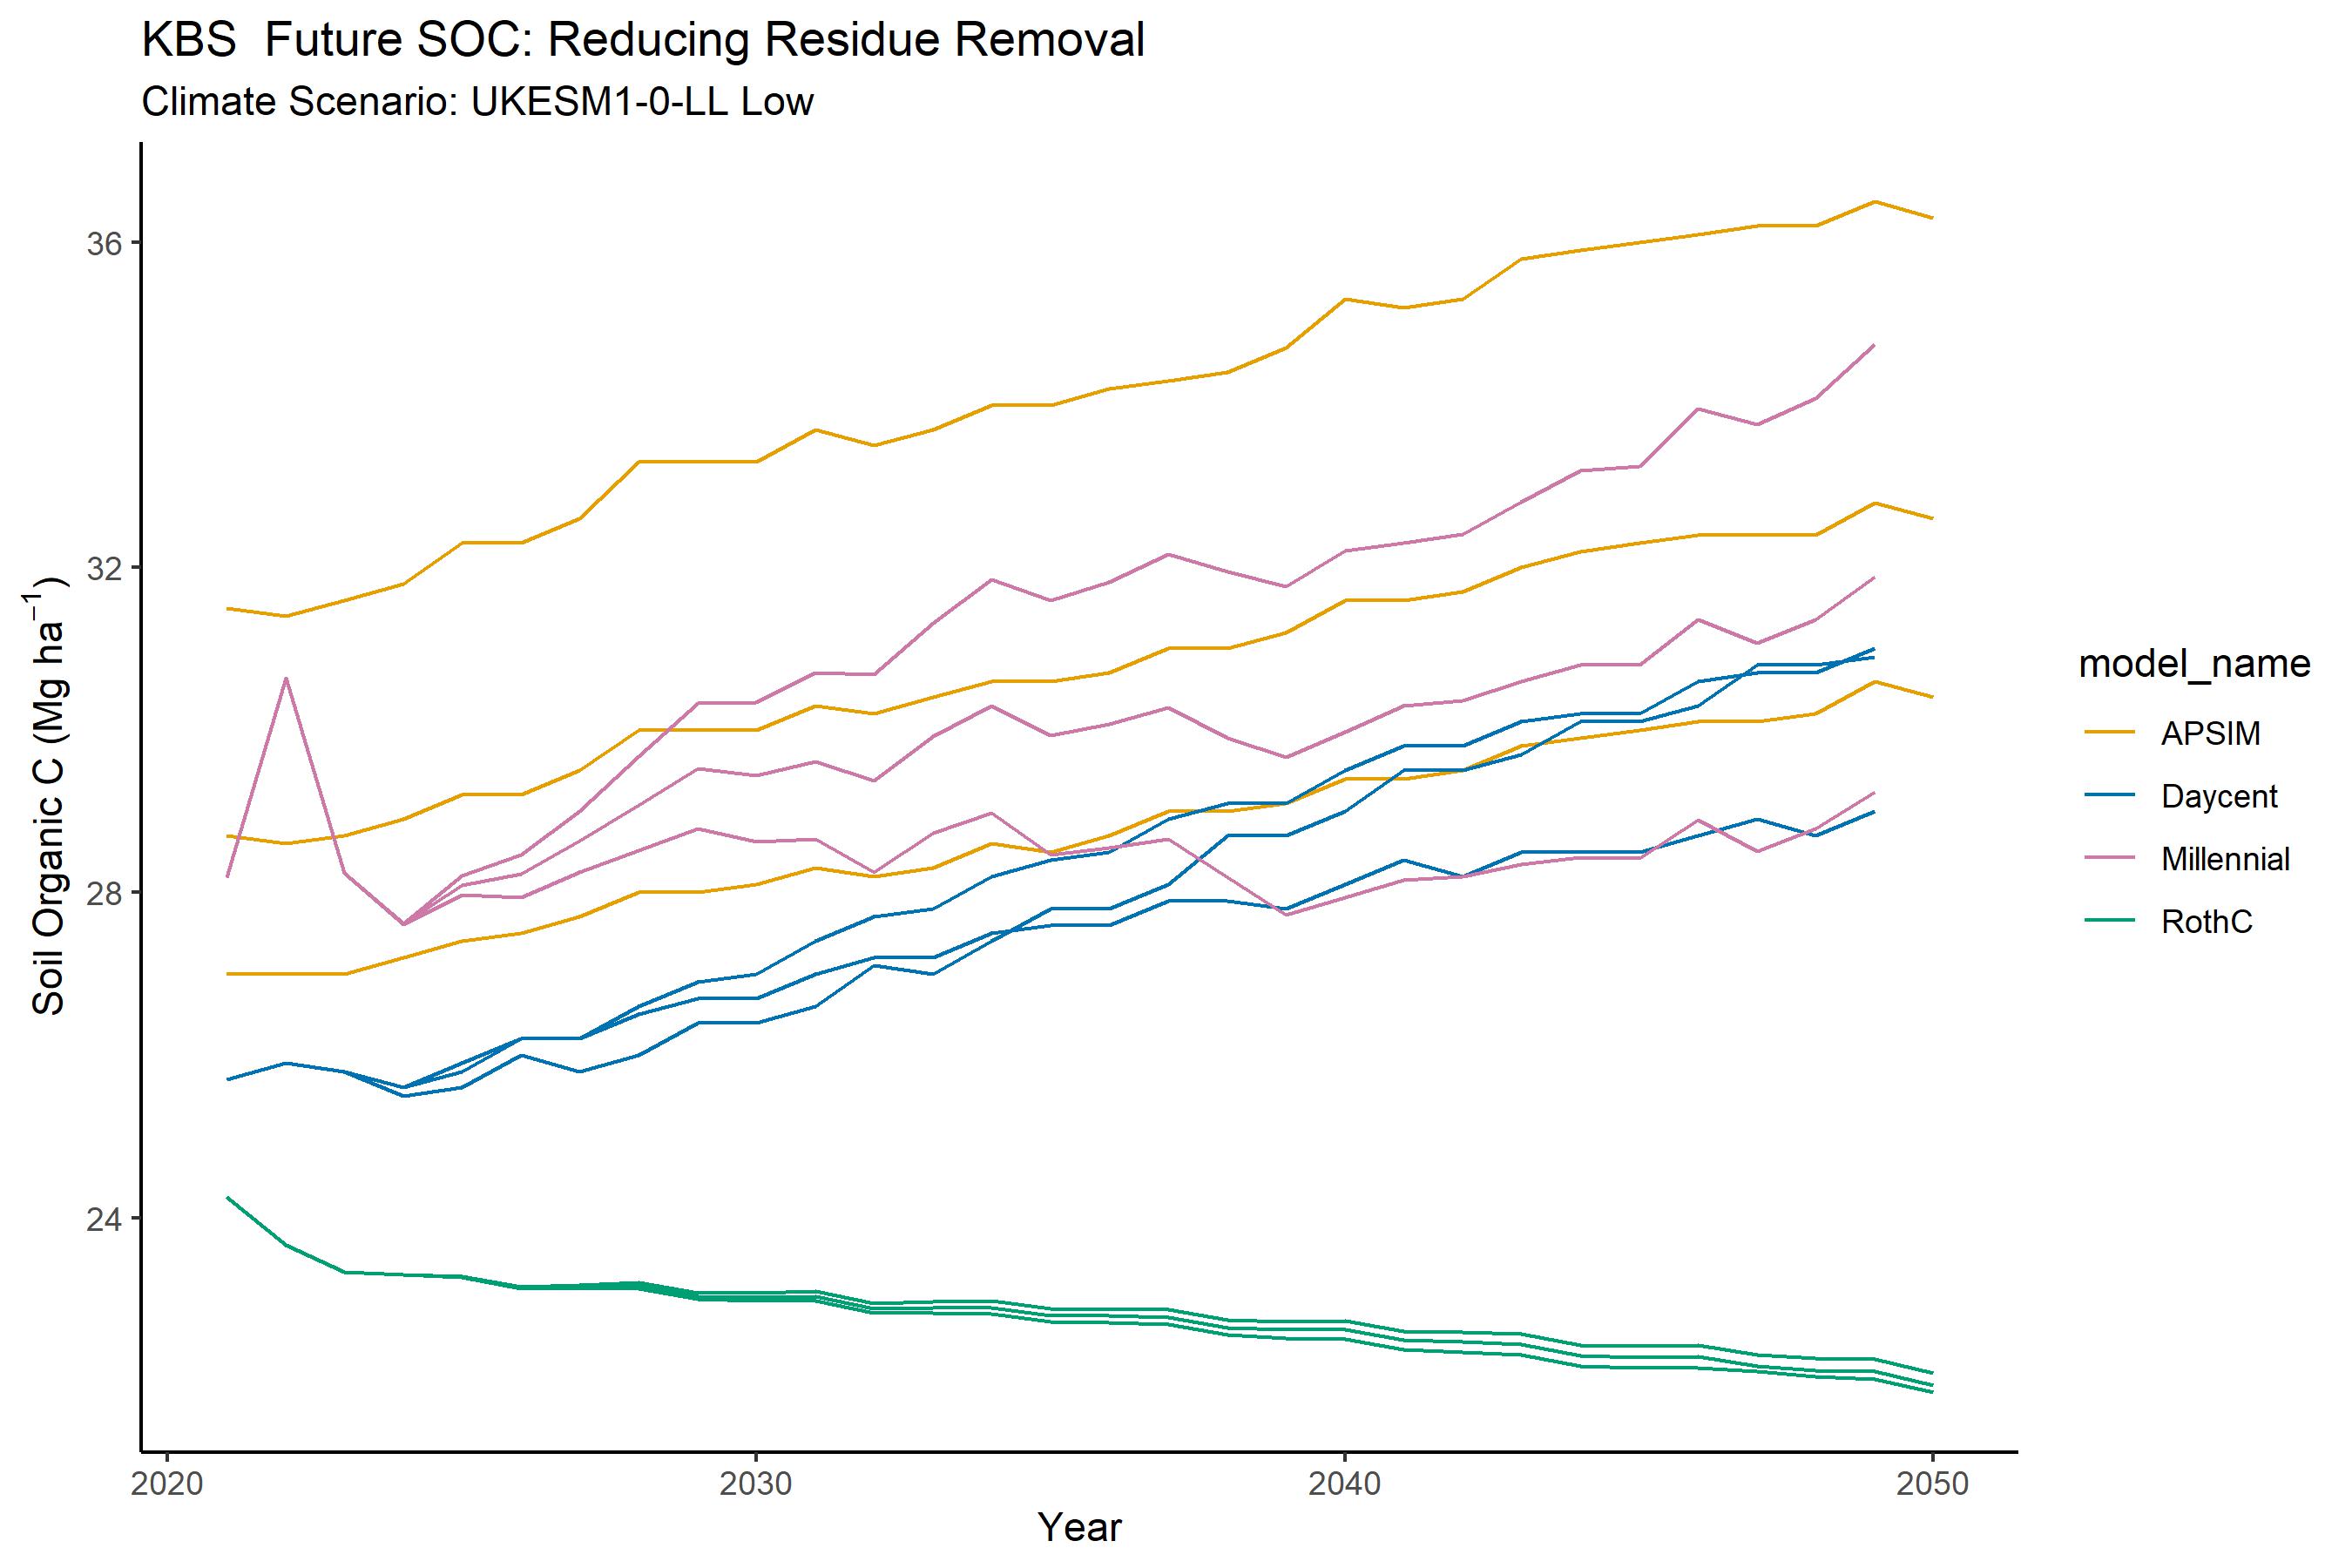 KBS  Future SOC: Reducing Residue Removal
Climate Scenario: UKESM1-0-LL Low
36
32
28
24
Soil Organic C (Mg ha⁻¹)
2020
2030
2040
2050
Year
model_name
APSIM
Daycent
Millennial
RothC